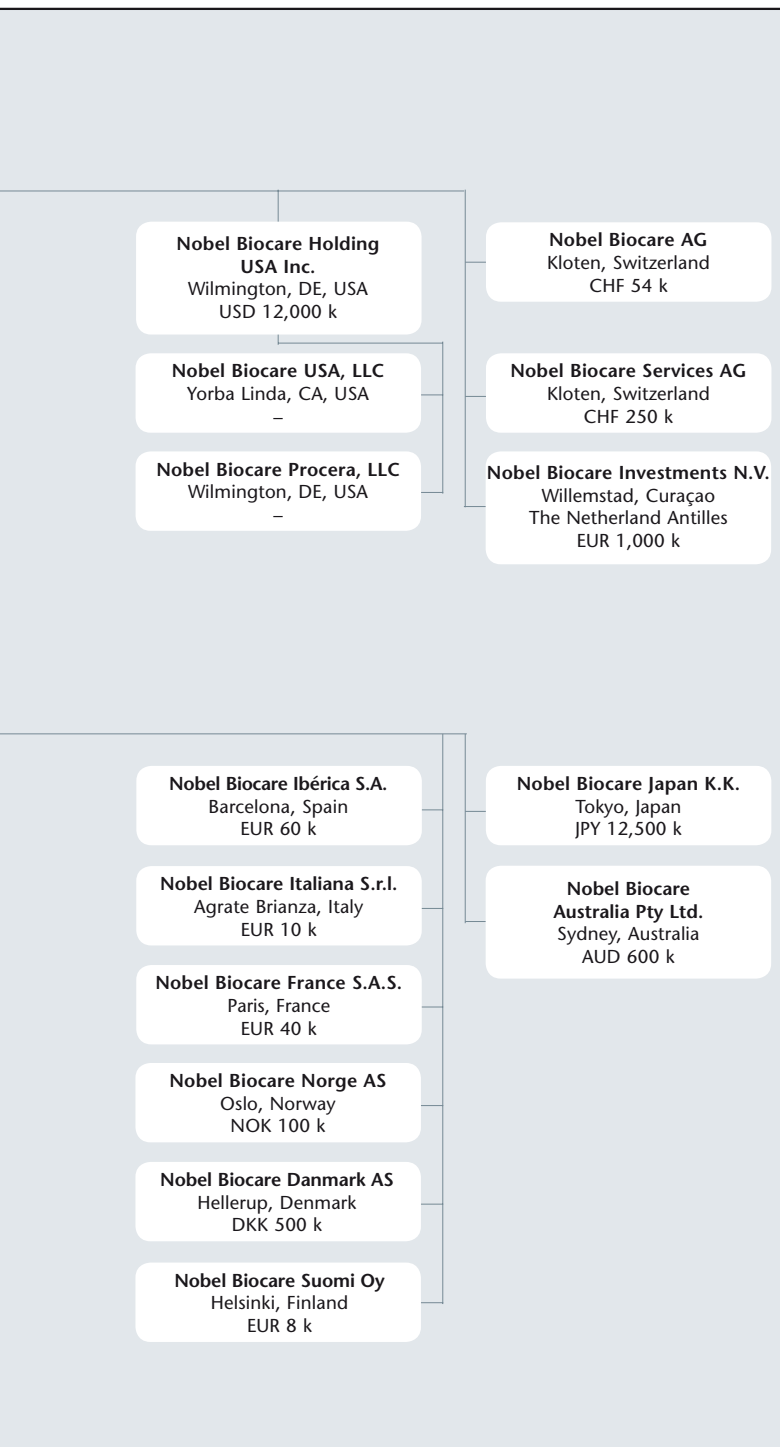 Nobel Biocare Holding
USA Inc.
Wilmington, DE, USA
USD 12,000 k
Nobel Biocare USA, LLC
Yorba Linda, CA, USA
–
Nobel Biocare Procera, LLC
Wilmington, DE, USA
–
Nobel Biocare AG
Kloten, Switzerland
CHF 54 k
Nobel Biocare Services AG
Kloten, Switzerland
CHF 250 k
Nobel Biocare Investments N.V.
Willemstad, Curaçao
The Netherland Antilles
EUR 1,000 k
Nobel Biocare Ibérica S.A.
Barcelona, Spain
EUR 60 k
Nobel Biocare Italiana S.r.l.
Agrate Brianza, Italy
EUR 10 k
Nobel Biocare France S.A.S.
Paris, France
EUR 40 k
Nobel Biocare Norge AS
Oslo, Norway
NOK 100 k
Nobel Biocare Danmark AS
Hellerup, Denmark
DKK 500 k
Nobel Biocare Suomi Oy
Helsinki, Finland
EUR 8 k
Nobel Biocare Japan K.K.
Tokyo, Japan
JPY 12,500 k
Nobel Biocare
Australia Pty Ltd.
Sydney, Australia
AUD 600 k